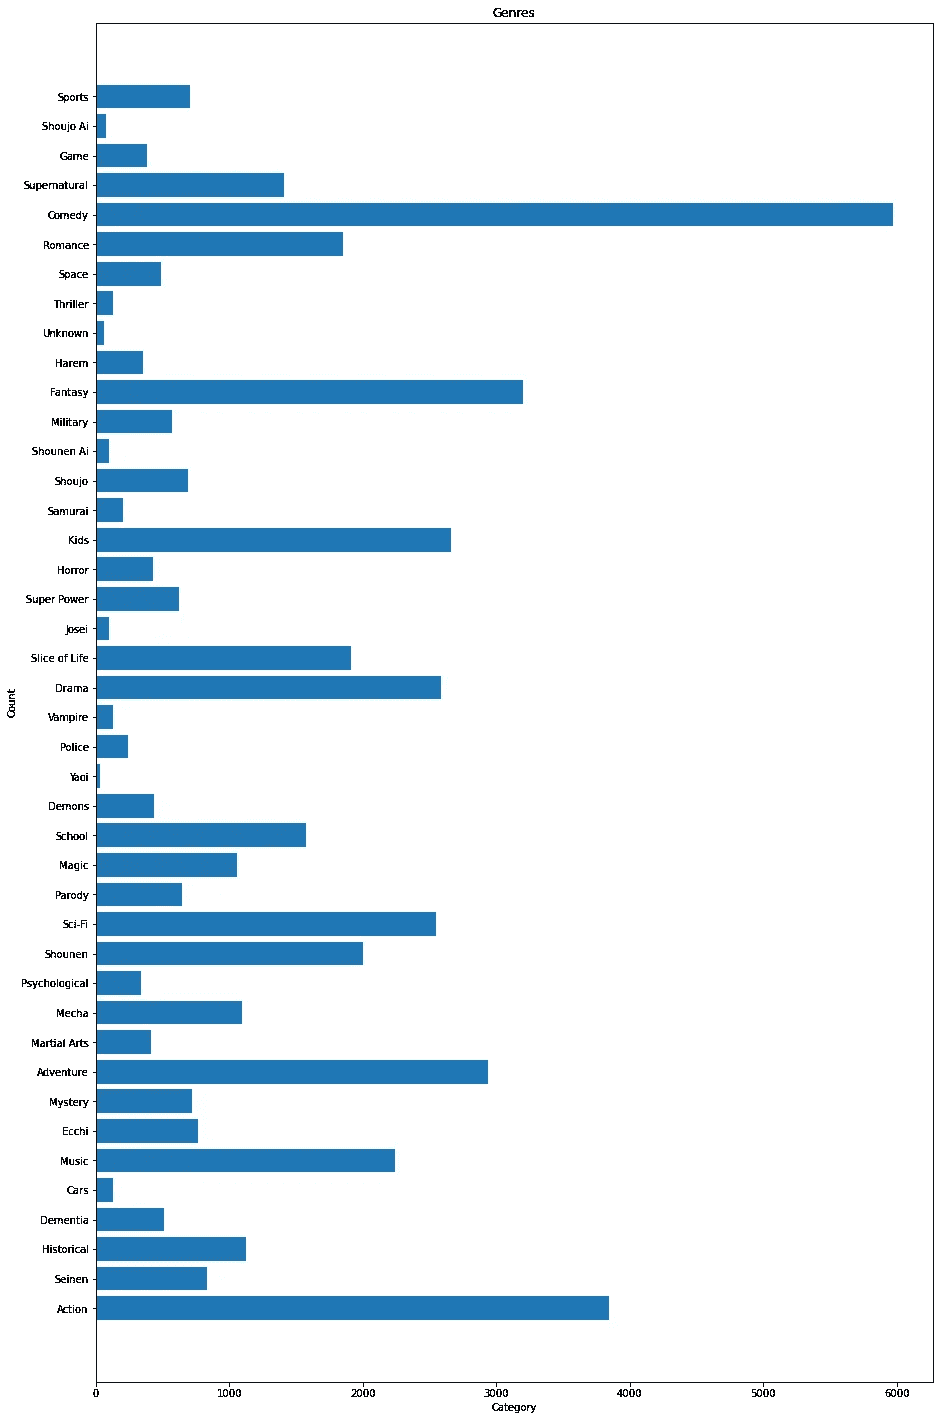 Genres
Sports
Shoujo Ai
Game
Supernatural
Comedy
Romance
Space
Thriller
Unknown
Harem
Fantasy
Military
Shounen Ai
Shoujo
Samurai
Kids
Horror
Super Power
Josei
Slice of Life
Drama
Vampire
Police
Yaoi
Demons
School
Magic
Parody
Sci-Fi
Shounen
Psychological
Mecha
Martial Arts
Adventure
Mystery
Ecchi
Music
Cars
Dementia
Historical
Seinen
Action
Count
0 1000 2000 3000 4000 5000 6000
Category